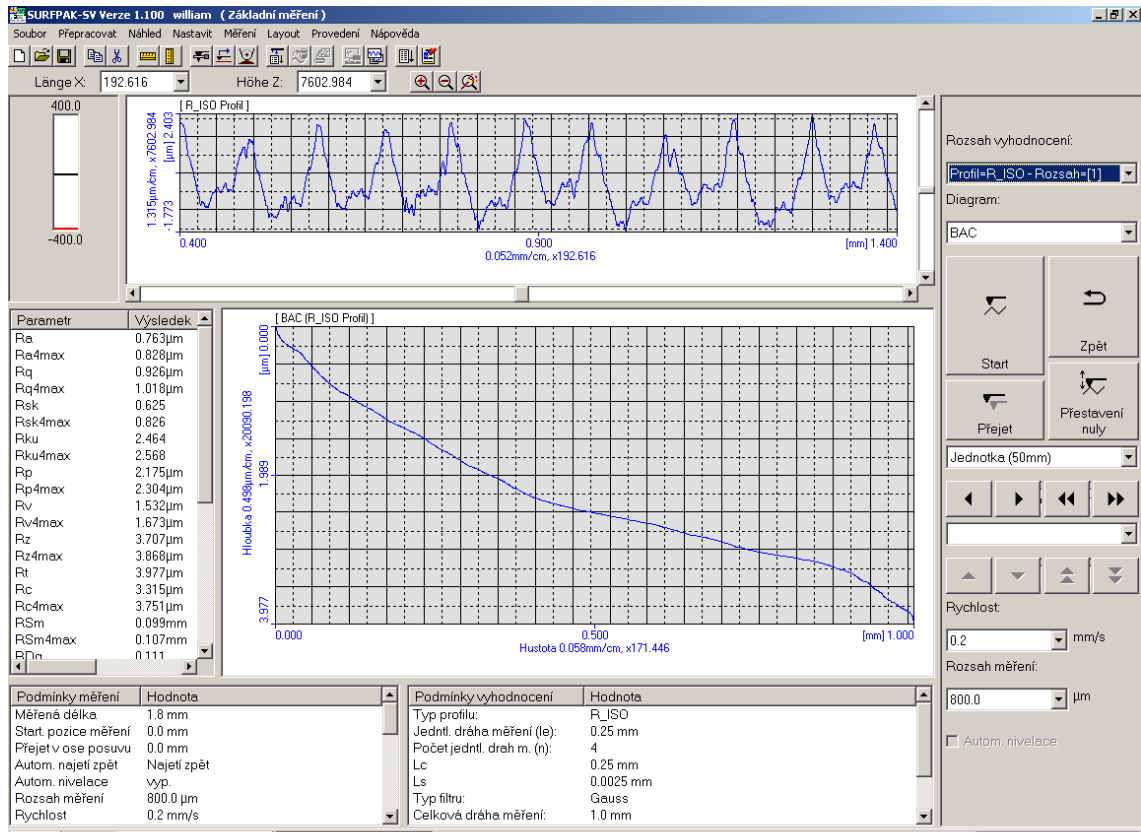 SURFPAK-SV Verze 1.100 william ( Základní měření )
Soubor Přepracovat Náhled Nastavit Měření Layout Provedení Nápověda
Länge X: 192.616 Höhe Z: 7602.984
400.0
-400.0
[ R_ISO Profil ]
1.315µm/cm, x7602.984
-1.773 [µm] 2.403
0.400 0.900 [mm] 1.400
0.052mm/cm, x192.616
Parametr Výsledek
Ra 0.763µm
Ra4max 0.828µm
Rq 0.926µm
Rq4max 1.018µm
Rsk 0.625
Rsk4max 0.826
Rku 2.464
Rku4max 2.568
Rp 2.175µm
Rp4max 2.304µm
Rv 1.532µm
Rv4max 1.673µm
Rz 3.707µm
Rz4max 3.868µm
Rt 3.977µm
Rc 3.315µm
Rc4max 3.751µm
RSm 0.099mm
RSm4max 0.107mm
RDq 0.111
[ BAC (R_ISO Profil) ]
Hloubka 0.498µm/cm, x20090.198
3.977 1.989 [µm] 0.000
0.000 0.500 [mm] 1.000
Hustota 0.058mm/cm, x171.446
Podmínky měření Hodnota
Měřená délka 1.8 mm
Start. pozice měření 0.0 mm
Přejet v ose posuvu 0.0 mm
Autom. najetí zpět Najetí zpět
Autom. nivelace vyp.
Rozsah měření 800.0 µm
Rychlost 0.2 mm/s
Podmínky vyhodnocení Hodnota
Typ profilu: R_ISO
Jedntl. dráha měření (le): 0.25 mm
Počet jedntl. drah m. (n): 4
Lc 0.25 mm
Ls 0.0025 mm
Typ filtru: Gauss
Celková dráha měření: 1.0 mm
Rozsah vyhodnocení:
Profil=R_ISO - Rozsah=[1]
Diagram:
BAC
Start
Zpět
Přejet
Přestavení
nuly
Jednotka (50mm)
Rychlost:
0.2 mm/s
Rozsah měření:
800.0 µm
Autom. nivelace